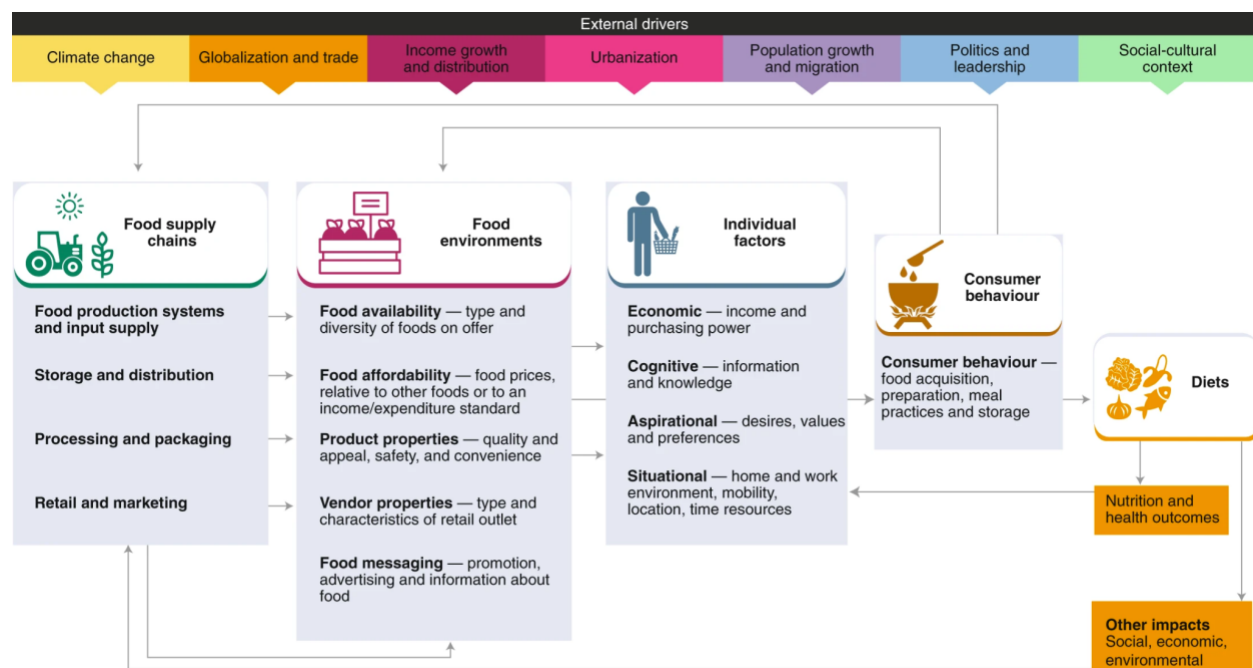 External drivers
Climate change
Globalization and trade
Income growth
and distribution
Urbanization
Population growth
and migration
Politics and
leadership
Social-cultural
context
Food supply
chains
Food production systems
and input supply
Storage and distribution
Processing and packaging
Retail and marketing
Food
environments
Food availability — type and
diversity of foods on offer
Food affordability — food prices,
relative to other foods or to an
income/expenditure standard
Product properties — quality and
appeal, safety, and convenience
Vendor properties — type and
characteristics of retail outlet
Food messaging — promotion,
advertising and information about
food
Individual
factors
Economic — income and
purchasing power
Cognitive — information
and knowledge
Aspirational — desires, values
and preferences
Situational — home and work
environment, mobility,
location, time resources
Consumer
behaviour
Consumer behaviour —
food acquisition,
preparation, meal
practices and storage
Diets
Nutrition and
health outcomes
Other impacts
Social, economic,
environmental